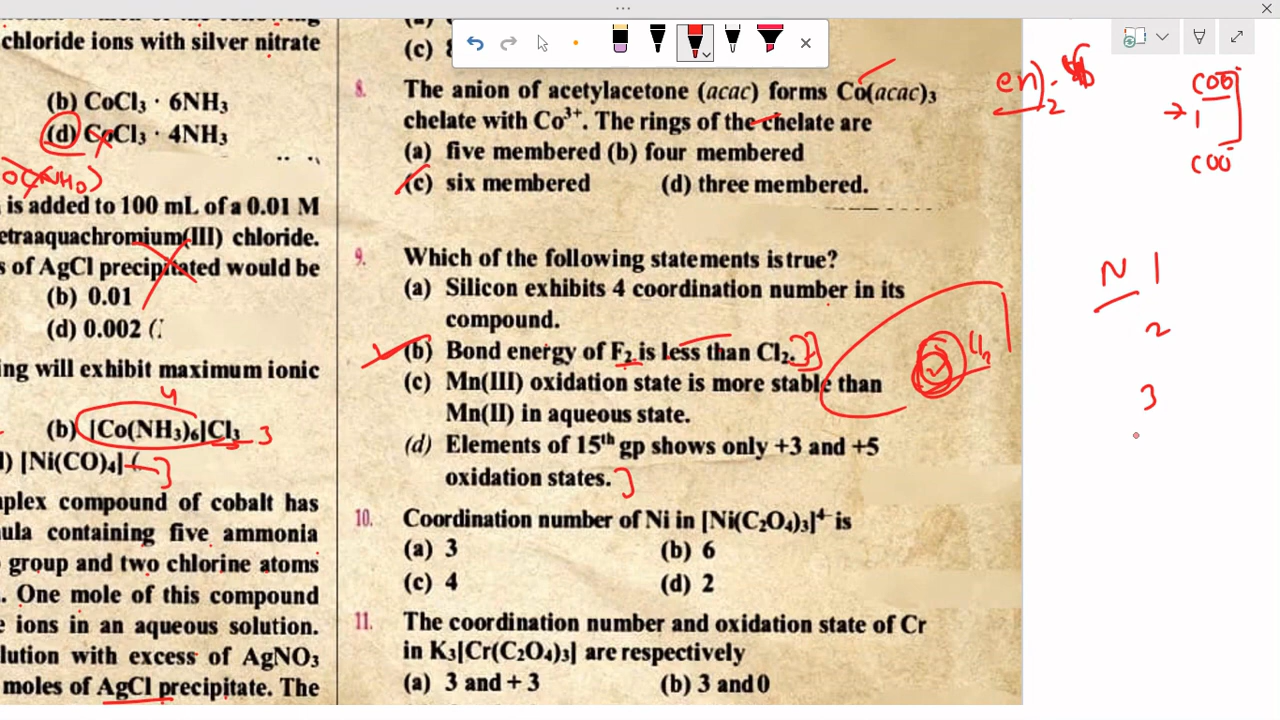 chloride ions with silver nitrate
(b) CoCl₃ · 6NH₃
(d) CoCl₃ · 4NH₃
is added to 100 mL of a 0.01 M
etraaquachromium(III) chloride.
s of AgCl precipitated would be
(b) 0.01
(d) 0.002 (
ing will exhibit maximum ionic
4
(b) [Co(NH₃)₆]Cl₃ 3
) [Ni(CO)₄] (
nplex compound of cobalt has
ula containing five ammonia
group and two chlorine atoms
. One mole of this compound
e ions in an aqueous solution.
lution with excess of AgNO₃
moles of AgCl precipitate. The
(c) 8
8. The anion of acetylacetone (acac) forms Co(acac)₃
chelate with Co³⁺. The rings of the chelate are
(a) five membered (b) four membered
(c) six membered (d) three membered.
9. Which of the following statements is true?
(a) Silicon exhibits 4 coordination number in its
compound.
(b) Bond energy of F₂ is less than Cl₂.
(c) Mn(III) oxidation state is more stable than
Mn(II) in aqueous state.
(d) Elements of 15ᵗʰ gp shows only +3 and +5
oxidation states.
10. Coordination number of Ni in [Ni(C₂O₄)₃]⁴⁻ is
(a) 3 (b) 6
(c) 4 (d) 2
11. The coordination number and oxidation state of Cr
in K₃[Cr(C₂O₄)₃] are respectively
(a) 3 and + 3 (b) 3 and 0
en)₂
COO⁻
COO⁻
N 1
2
3